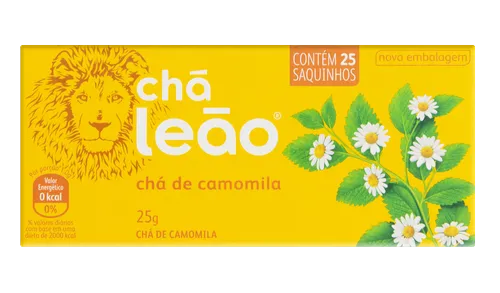 CONTÉM 25
SAQUINHOS
nova embalagem
chá
leão®
chá de camomila
25g
CHÁ DE CAMOMILA
Valor
Energético
0 kcal
0%